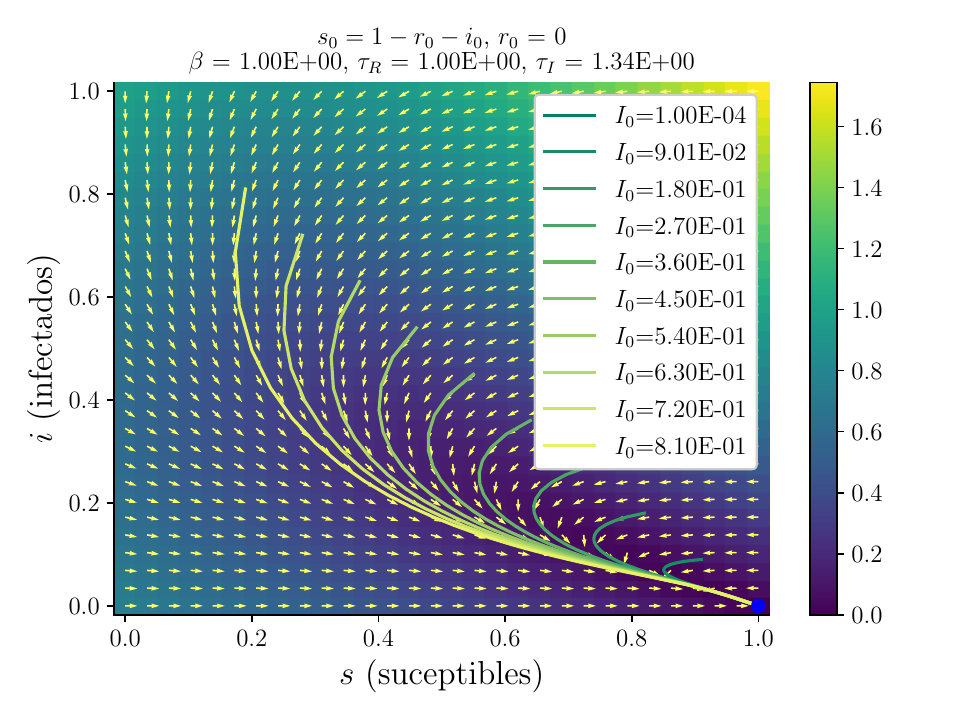 s₀ = 1 − r₀ − i₀, r₀ = 0
β = 1.00E+00, τ_R = 1.00E+00, τ_I = 1.34E+00
1.0
0.8
0.6
0.4
0.2
0.0
i (infectados)
0.0 0.2 0.4 0.6 0.8 1.0
s (suceptibles)
I₀=1.00E-04
I₀=9.01E-02
I₀=1.80E-01
I₀=2.70E-01
I₀=3.60E-01
I₀=4.50E-01
I₀=5.40E-01
I₀=6.30E-01
I₀=7.20E-01
I₀=8.10E-01
1.6
1.4
1.2
1.0
0.8
0.6
0.4
0.2
0.0